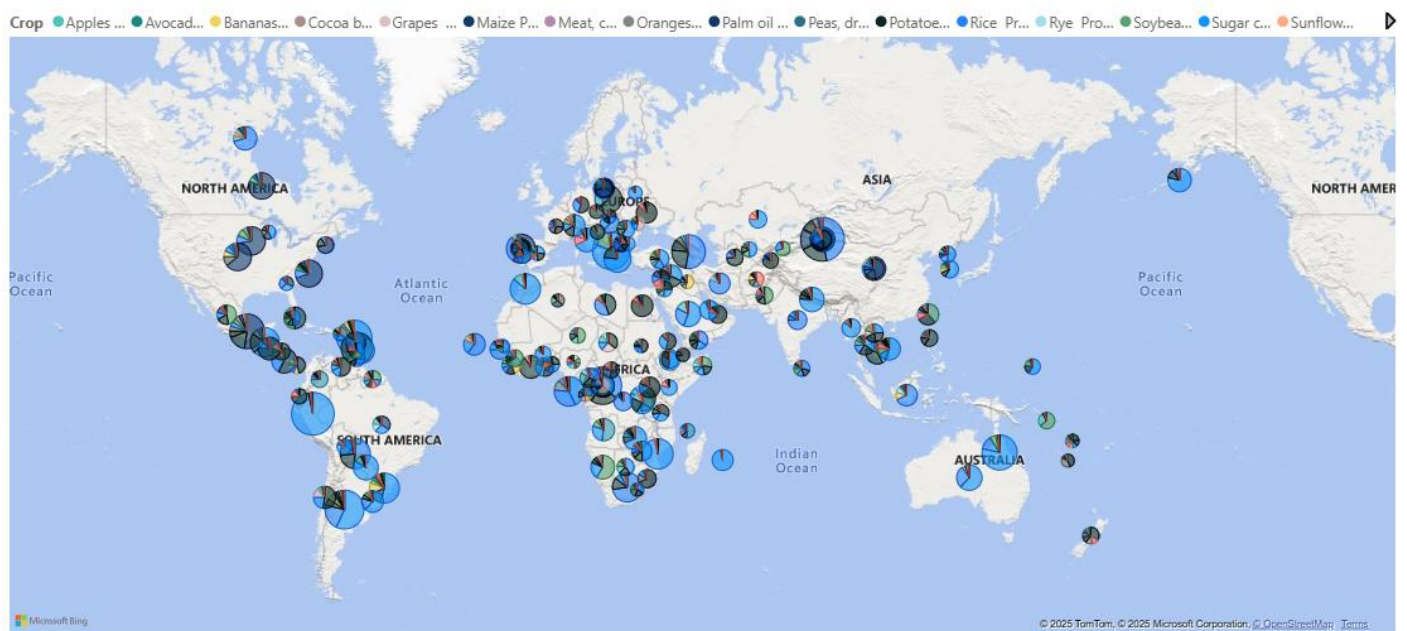 Crop Apples ... Avocad... Bananas... Cocoa b... Grapes ... Maize P... Meat, c... Oranges... Palm oil ... Peas, dr... Potatoe... Rice Pr... Rye Pro... Soybea... Sugar c... Sunflow...
ASIA
NORTH AMERICA
NORTH AMER
EUROPE
Pacific
Ocean
Atlantic
Ocean
Pacific
Ocean
FRICA
SOUTH AMERICA
Indian
Ocean
AUSTRALIA
Microsoft Bing
© 2025 TomTom, © 2025 Microsoft Corporation, © OpenStreetMap Terms